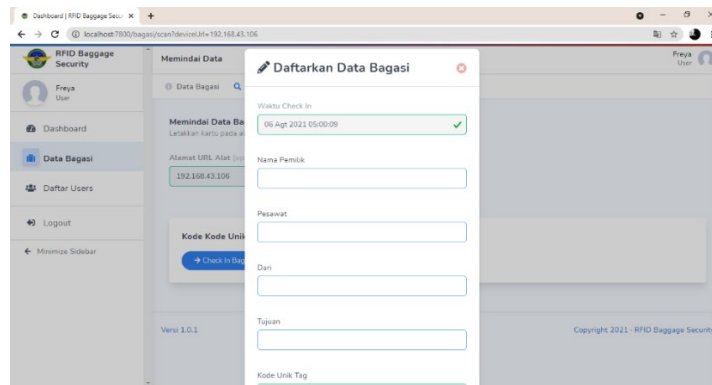 Dashboard | RFID Baggage Secur
localhost:7800/bagasi/scan?deviceUrl=192.168.43.106
RFID Baggage
Security
Freya
User
Dashboard
Data Bagasi
Daftar Users
Logout
Minimize Sidebar
Memindai Data
Freya
User
Data Bagasi
Memindai Data Ba
Letakkan kartu pada al
Alamat URL Alat
192.168.43.106
Kode Kode Unik
Check In Bag
Versi 1.0.1
Copyright 2021 - RFID Baggage Security
Daftarkan Data Bagasi
Waktu Check In
06 Agt 2021 05:00:09
Nama Pemilik
Pesawat
Dari
Tujuan
Kode Unik Tag